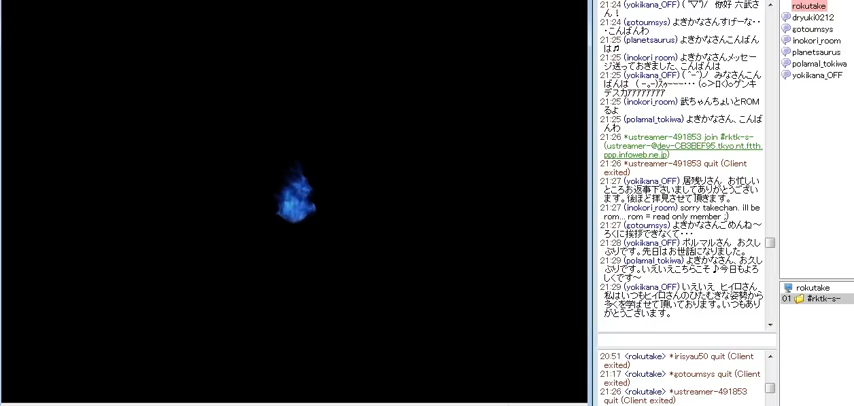 21:24 (yokikana_OFF) ( ˘▽˘)ﾉ 你好 六武さ
ん！
21:24 (gotoumsys) よきかなさんすげーな・
・こんばんわ
21:25 (planetsaurus) よきかなさんこんばん
は♬
21:25 (inokori_room) よきかなさんメッセー
ジ送っておきました、こんばんは
21:25 (yokikana_OFF) ( ^-^)ノ みなさんこん
ばんは
デスカｱｱｱｱｱｱｱｱ
21:25 (inokori_room) 武ちゃんちょいとROM
るよ
21:25 (polamal_tokiwa) よきかなさん、こんば
んわ
21:26 *ustreamer-491853 join #rktk-s-
(ustreamer-@dev-CB3BEF95.tkyo.nt.ftth.
ppp.infoweb.ne.jp)
21:26 *ustreamer-491853 quit (Client
exited)
21:27 (yokikana_OFF) 居残りさん お忙しい
ところお返事下さいましてありがとうござい
ます。後ほど拝見させて頂きます。
21:27 (inokori_room) sorry takechan. ill be
rom... rom = read only member ;)
21:27 (gotoumsys) よきかなさんごめんね～
ろくに挨拶できなくて・・・
21:28 (yokikana_OFF) ポルマルさん お久し
ぶりです。先日はお世話になりました。
21:29 (polamal_tokiwa) よきかなさん、お久し
ぶりです。いえいえこちらこそ♪今日もよろ
しくです～
21:29 (yokikana_OFF) いえいえ ヒイロさん
私はいつもヒイロさんのひたむきな姿勢から
多くを学ばせて頂いております。いつもあり
がとうございます。
20:51 <rokutake> *irisyau50 quit (Client
exited)
21:17 <rokutake> *gotoumsys quit (Client
exited)
21:26 <rokutake> *ustreamer-491853
quit (Client exited)
rokutake
dryuki0212
gotoumsys
inokori_room
planetsaurus
polamal_tokiwa
yokikana_OFF
rokutake
01 #rktk-s-